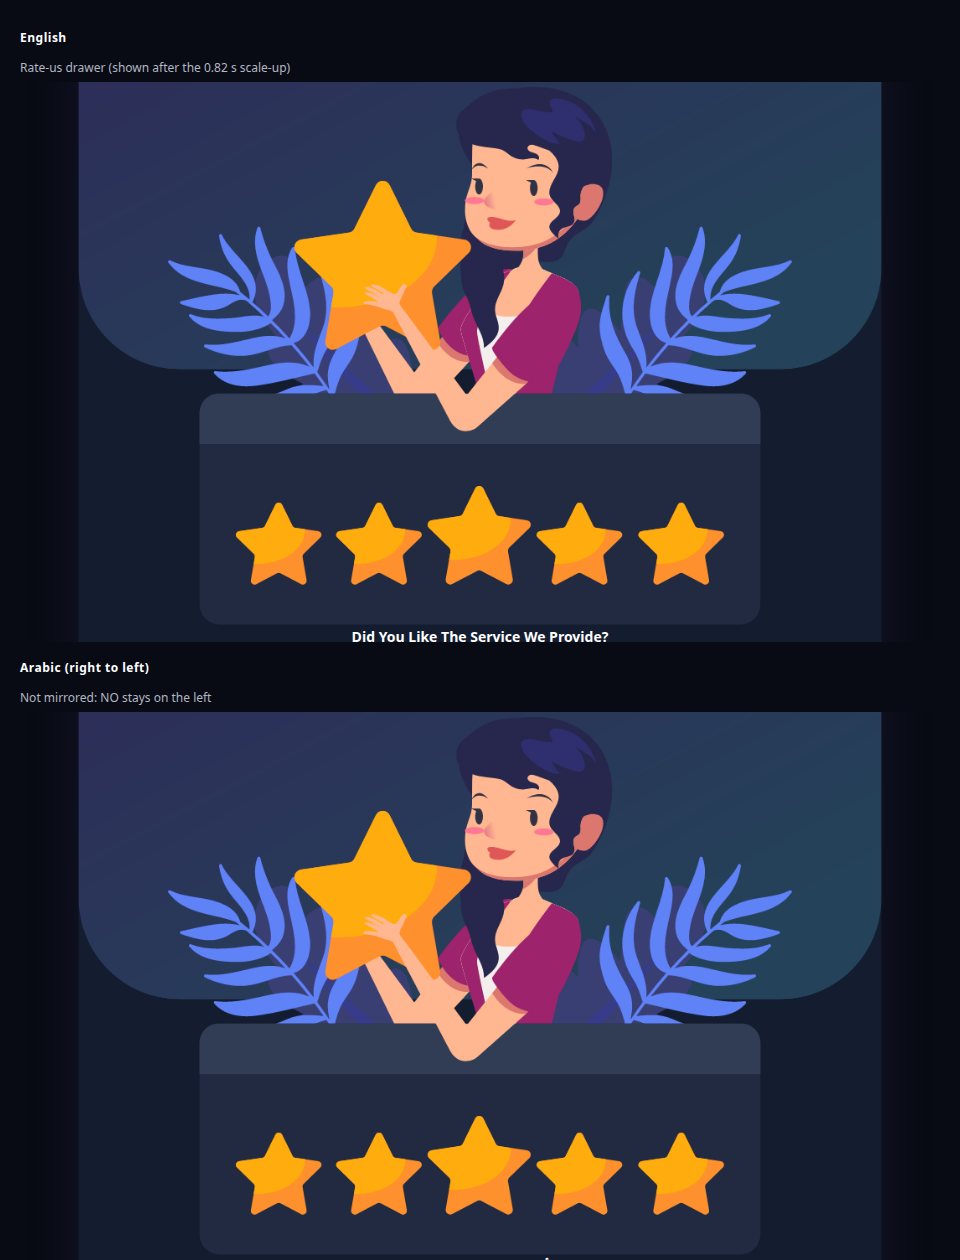 English
Rate-us drawer (shown after the 0.82 s scale-up)
Did You Like The Service We Provide?
Arabic (right to left)
Not mirrored: NO stays on the left